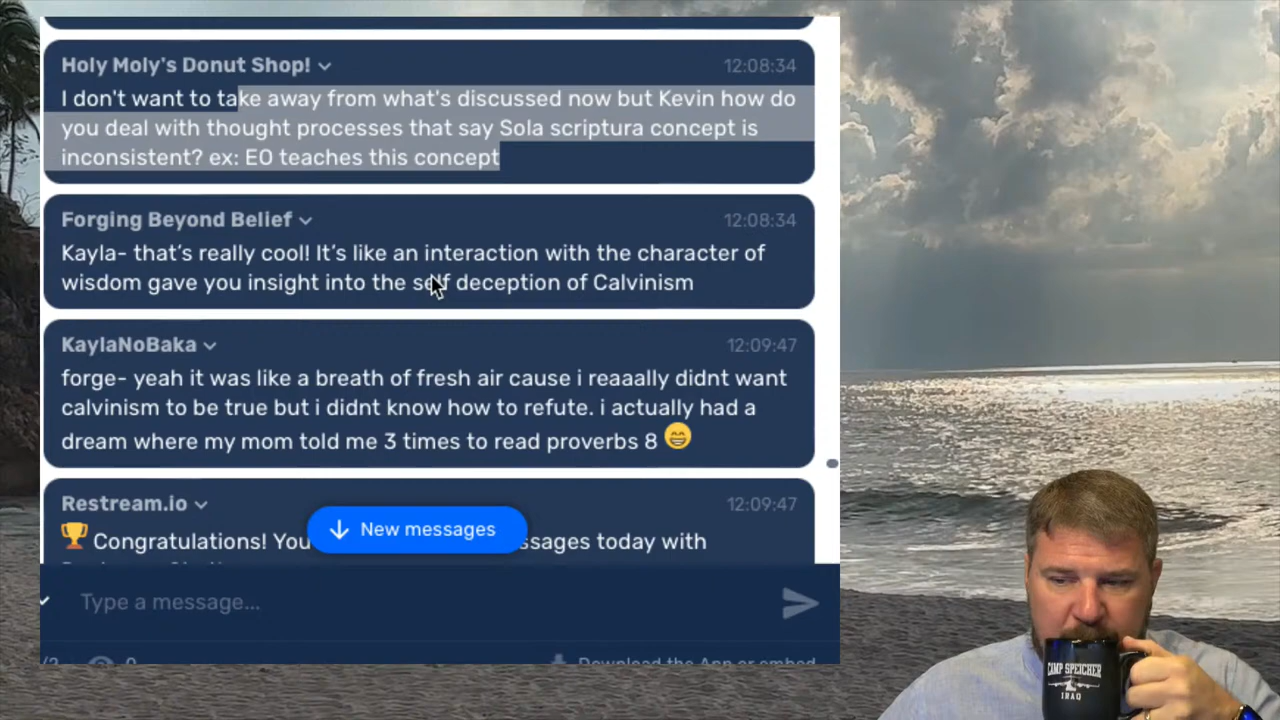 Holy Moly's Donut Shop! 12:08:34
I don't want to take away from what's discussed now but Kevin how do
you deal with thought processes that say Sola scriptura concept is
inconsistent? ex: EO teaches this concept
Forging Beyond Belief 12:08:34
Kayla- that's really cool! It's like an interaction with the character of
wisdom gave you insight into the self deception of Calvinism
KaylaNoBaka 12:09:47
forge- yeah it was like a breath of fresh air cause i reaaally didnt want
calvinism to be true but i didnt know how to refute. i actually had a
dream where my mom told me 3 times to read proverbs 8 😄
Restream.io 12:09:47
🏆 Congratulations! You ssages today with
New messages
Type a message...
Download the App or embed
CAMP SPEICHER
IRAQ